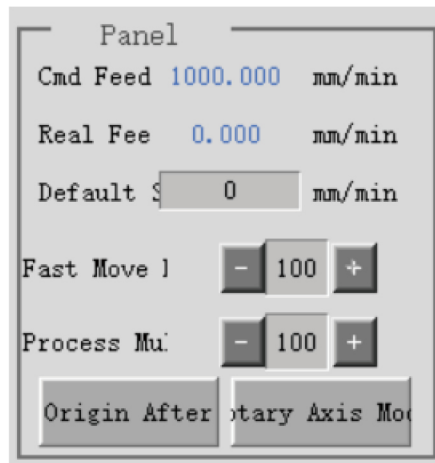 Panel
Cmd Feed 1000.000 mm/min
Real Fee 0.000 mm/min
Default 0 mm/min
Fast Move - 100 +
Process Mu - 100 +
Origin After otary Axis Mod